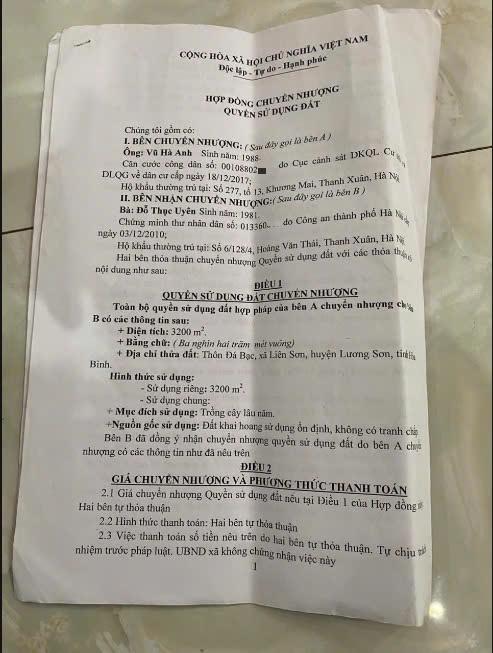 CỘNG HÒA XÃ HỘI CHỦ NGHĨA VIỆT NAM
Độc lập - Tự do - Hạnh phúc
HỢP ĐỒNG CHUYỂN NHƯỢNG
QUYỀN SỬ DỤNG ĐẤT
Chúng tôi gồm có:
I. BÊN CHUYỂN NHƯỢNG: ( Sau đây gọi là bên A )
Ông: Vũ Hà Anh Sinh năm: 1988
Căn cước công dân số: 00108802 do Cục cảnh sát DKQL Cư
DLQG về dân cư cấp ngày 18/12/2017;
Hộ khẩu thường trú tại: Số 277, tổ 13, Khương Mai, Thanh Xuân, Hà Nội
II. BÊN NHẬN CHUYỂN NHƯỢNG:( Sau đây gọi là bên B )
Bà: Đỗ Thục Uyên Sinh năm: 1981.
Chứng minh thư nhân dân số: 013360 do Công an thành phố Hà
ngày 03/12/2010;
Hộ khẩu thường trú tại: Số 6/128/4, Hoàng Văn Thái, Thanh Xuân, Hà
Hai bên thỏa thuận chuyển nhượng Quyền sử dụng đất với các thỏa
nội dung như sau:
ĐIỀU 1
QUYỀN SỬ DỤNG ĐẤT CHUYỂN NHƯỢNG
Toàn bộ quyền sử dụng đất hợp pháp của bên A chuyển nhượng
B có các thông tin sau:
+ Diện tích: 3200 m².
+ Bằng chữ: ( Ba nghìn hai trăm mét vuông)
+ Địa chỉ thửa đất: Thôn Đá Bạc, xã Liên Sơn, huyện Lương Sơn, tỉnh
Bình.
Hình thức sử dụng:
- Sử dụng riêng: 3200 m².
- Sử dụng chung:
+ Mục đích sử dụng: Trồng cây lâu năm.
+Nguồn gốc sử dụng: Đất khai hoang sử dụng ổn định, không có tranh chấp
Bên B đã đồng ý nhận chuyển nhượng quyền sử dụng đất do bên A
nhượng có các thông tin như đã nêu trên
ĐIỀU 2
GIÁ CHUYỂN NHƯỢNG VÀ PHƯƠNG THỨC THANH TOÁN
2.1 Giá chuyển nhượng Quyền sử dụng đất nêu tại Điều 1 của Hợp đồng
Hai bên tự thỏa thuận
2.2 Hình thức thanh toán: Hai bên tự thỏa thuận
2.3 Việc thanh toán số tiền nêu trên do hai bên tự thỏa thuận. Tự chịu
nhiệm trước pháp luật. UBND xã không chứng nhận việc này
1